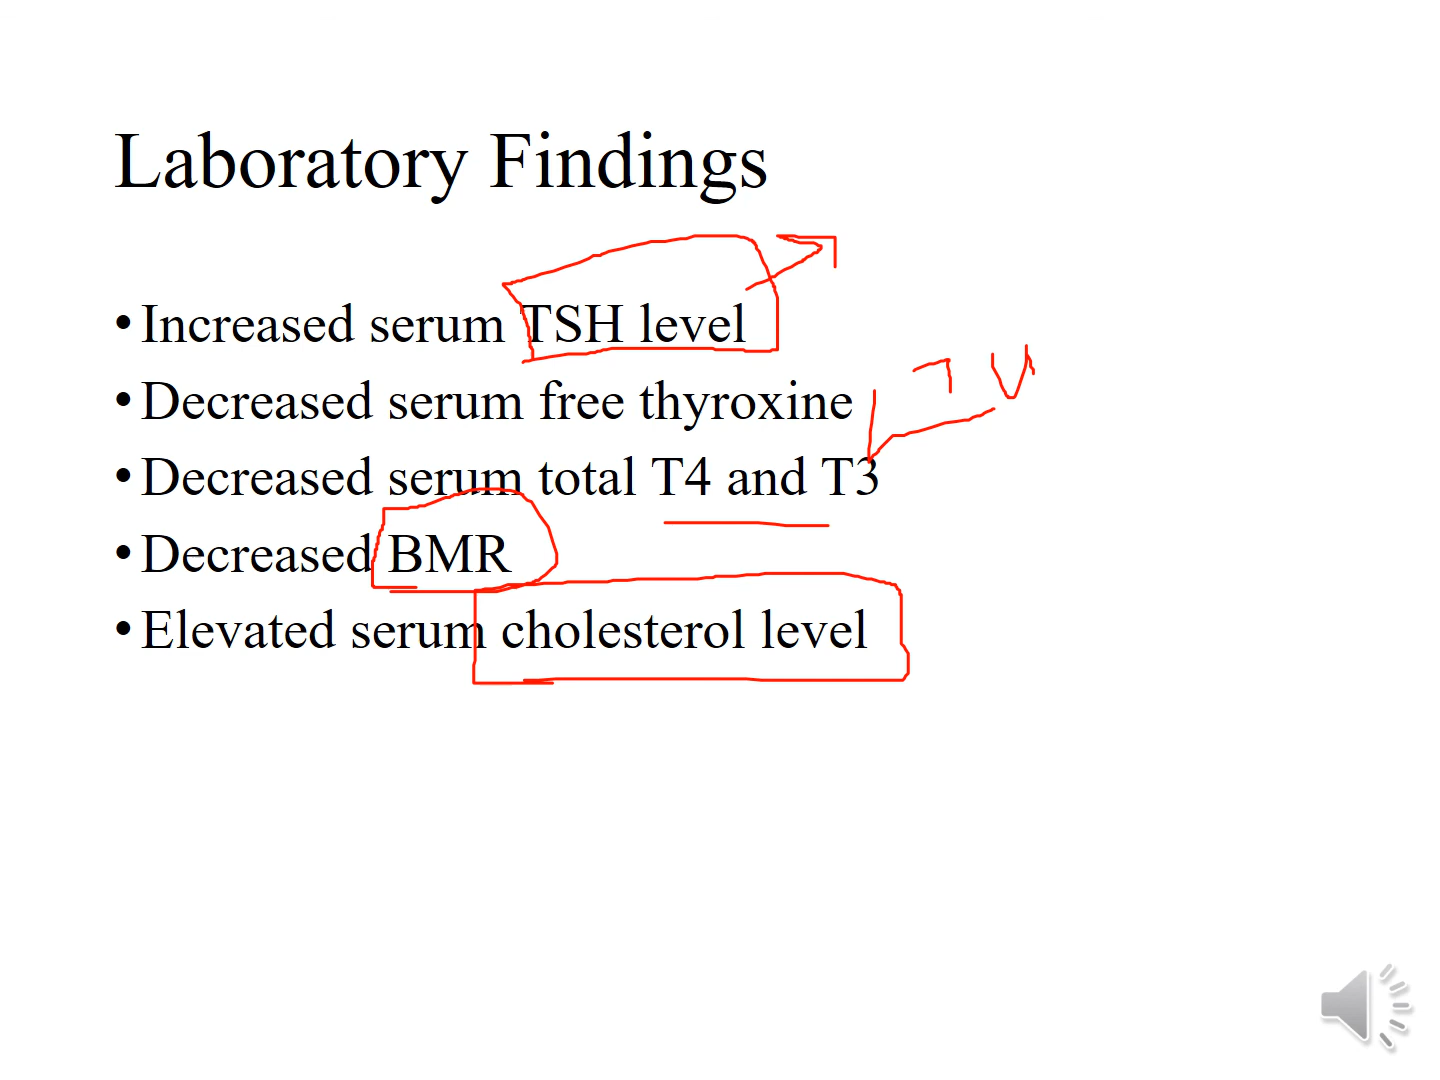 Laboratory Findings
• Increased serum TSH level
• Decreased serum free thyroxine
• Decreased serum total T4 and T3
• Decreased BMR
• Elevated serum cholesterol level